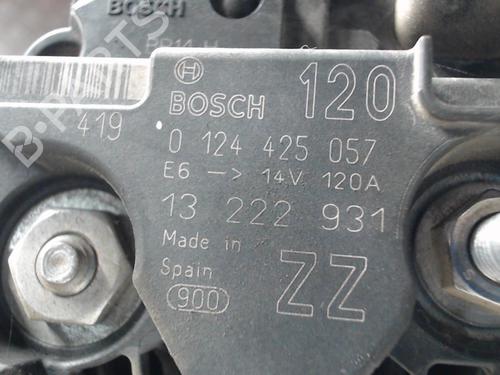 BOSCH
BOSCH 120
419
0 124 425 057
E6 -> 14V 120A
13 222 931
Made in
Spain
ZZ
900
B-PARTS